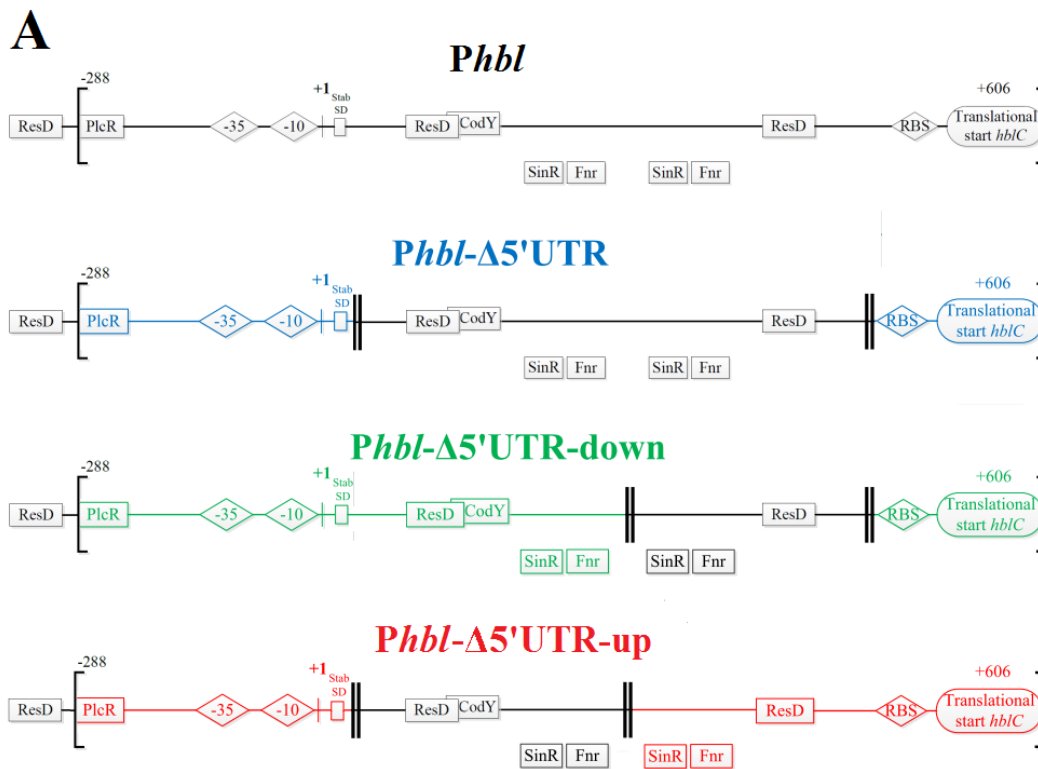 A
Phbl
-288
+1
Stab
SD
+606
ResD
PlcR
-35
-10
ResD
CodY
ResD
RBS
Translational
start hblC
SinR
Fnr
SinR
Fnr
Phbl-Δ5'UTR
-288
+1
Stab
SD
+606
ResD
PlcR
-35
-10
ResD
CodY
ResD
RBS
Translational
start hblC
SinR
Fnr
SinR
Fnr
Phbl-Δ5'UTR-down
-288
+1
Stab
SD
+606
ResD
PlcR
-35
-10
ResD
CodY
ResD
RBS
Translational
start hblC
SinR
Fnr
SinR
Fnr
Phbl-Δ5'UTR-up
-288
+1
Stab
SD
+606
ResD
PlcR
-35
-10
ResD
CodY
ResD
RBS
Translational
start hblC
SinR
Fnr
SinR
Fnr